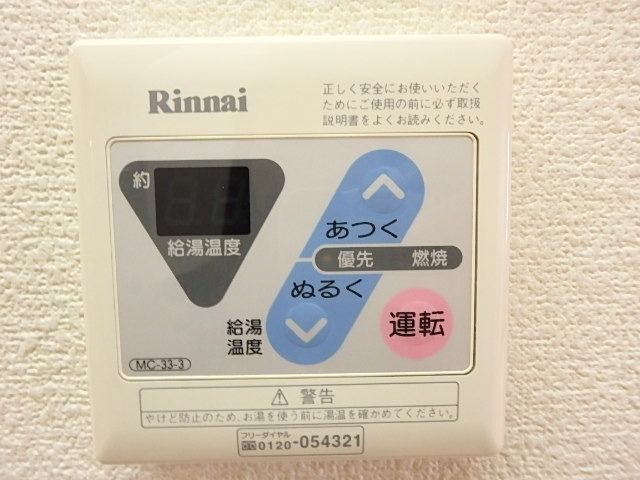 Rinnai
正しく安全にお使いいただく
ためにご使用の前に必ず取扱
説明書をよくお読みください。
約
給湯温度
あつく
優先 燃焼
ぬるく
給湯
温度
運転
MC-33-3
⚠ 警告
やけど防止のため、お湯を使う前に湯温を確かめてください。
フリーダイヤル
0120-054321